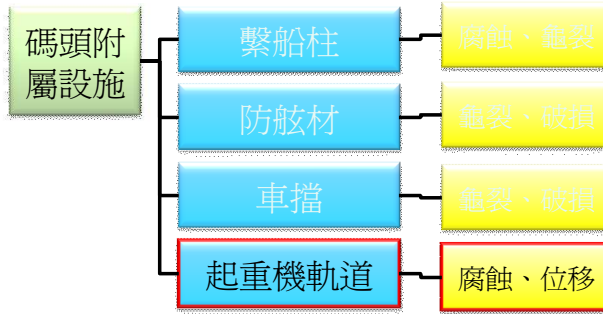 碼頭附
屬設施
繫船柱
腐蝕、龜裂
防舷材
龜裂、破損
車擋
龜裂、破損
起重機軌道
腐蝕、位移